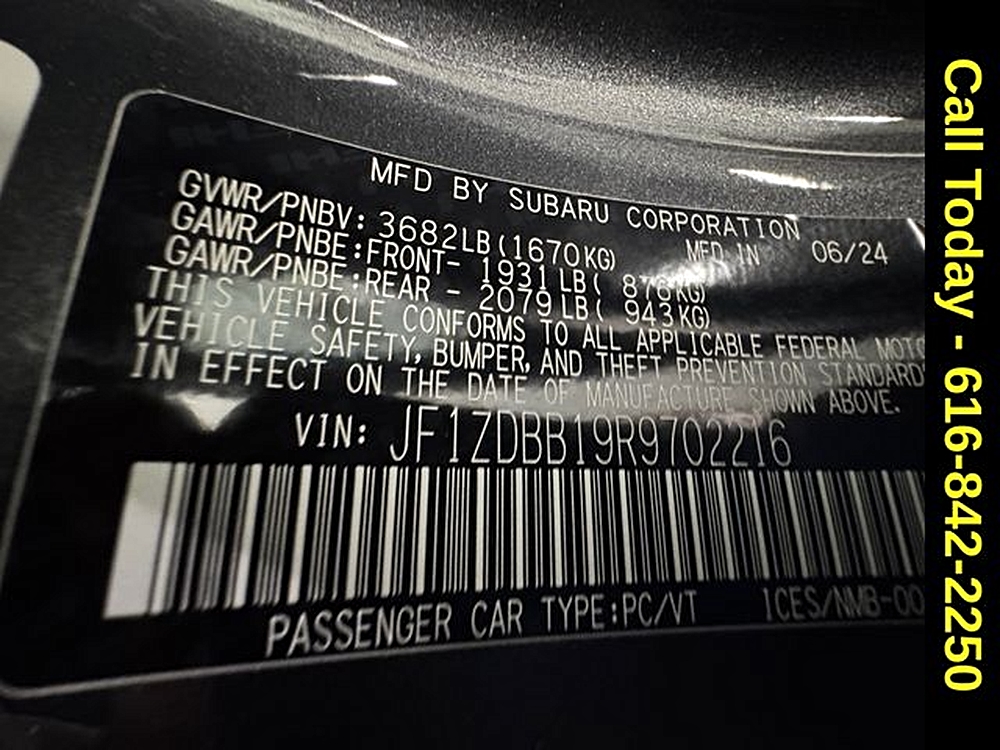 MFD BY SUBARU CORPORATION
GVWR/PNBV: 3682LB(1670KG) MFD IN 06/24
GAWR/PNBE:FRONT- 1931LB( 876KG)
GAWR/PNBE:REAR - 2079LB( 943KG)
THIS VEHICLE CONFORMS TO ALL APPLICABLE FEDERAL MOTO
VEHICLE SAFETY, BUMPER, AND THEFT PREVENTION STANDARD
IN EFFECT ON THE DATE OF MANUFACTURE SHOWN ABOVE.
VIN: JF1ZDBB19R9702216
PASSENGER CAR TYPE:PC/VT ICES/NMB-00
Call Today - 616-842-2250